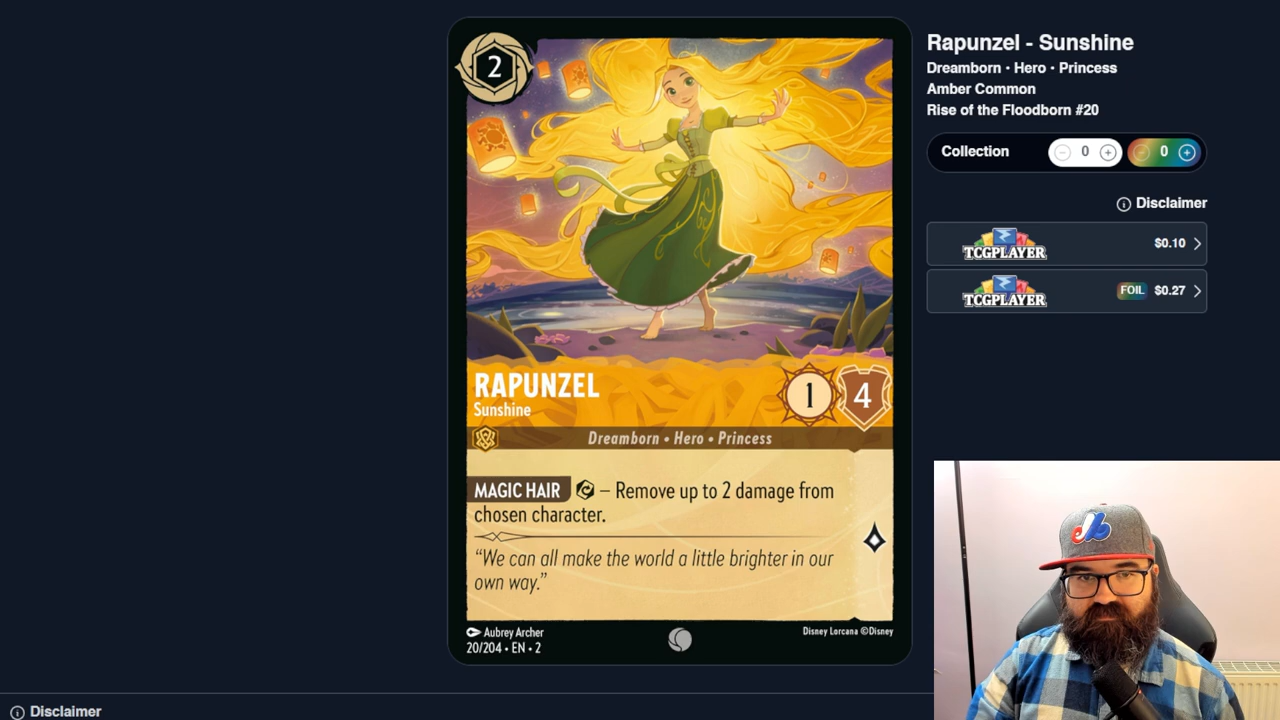 2
RAPUNZEL
Sunshine
1
4
Dreamborn • Hero • Princess
MAGIC HAIR – Remove up to 2 damage from
chosen character.
“We can all make the world a little brighter in our
own way.”
Aubrey Archer
20/204 • EN • 2
Disney Lorcana ©Disney
Rapunzel - Sunshine
Dreamborn • Hero • Princess
Amber Common
Rise of the Floodborn #20
Collection
0
0
Disclaimer
TCGPLAYER
$0.10
TCGPLAYER
FOIL $0.27
Disclaimer